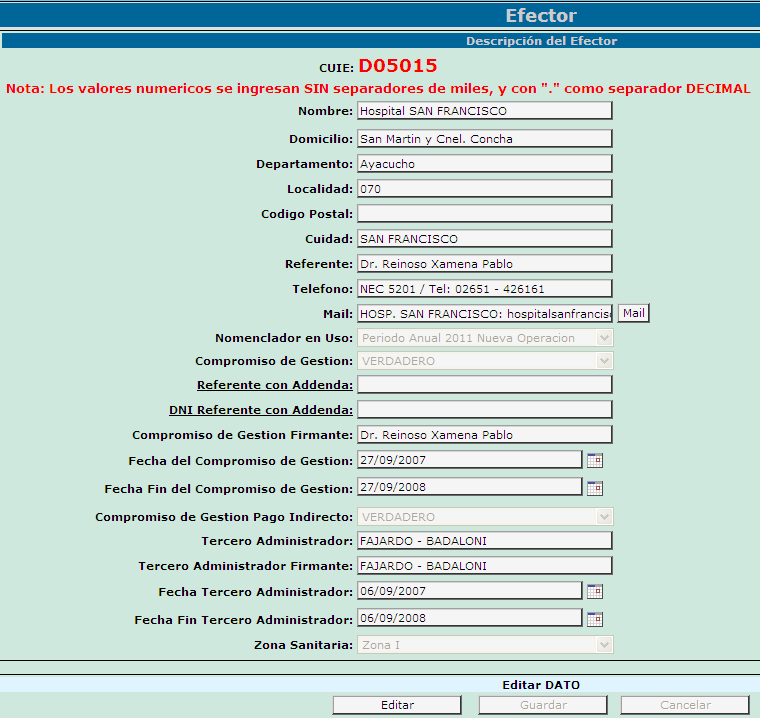 Efector
Descripción del Efector
CUIE: D05015
Nota: Los valores numericos se ingresan SIN separadores de miles, y con "." como separador DECIMAL
Nombre: Hospital SAN FRANCISCO
Domicilio: San Martin y Cnel. Concha
Departamento: Ayacucho
Localidad: 070
Codigo Postal:
Cuidad: SAN FRANCISCO
Referente: Dr. Reinoso Xamena Pablo
Telefono: NEC 5201 / Tel: 02651 - 426161
Mail: HOSP. SAN FRANCISCO: hospitalsanfrancis Mail
Nomenclador en Uso: Periodo Anual 2011 Nueva Operacion
Compromiso de Gestion: VERDADERO
Referente con Addenda:
DNI Referente con Addenda:
Compromiso de Gestion Firmante: Dr. Reinoso Xamena Pablo
Fecha del Compromiso de Gestion: 27/09/2007
Fecha Fin del Compromiso de Gestion: 27/09/2008
Compromiso de Gestion Pago Indirecto: VERDADERO
Tercero Administrador: FAJARDO - BADALONI
Tercero Administrador Firmante: FAJARDO - BADALONI
Fecha Tercero Administrador: 06/09/2007
Fecha Fin Tercero Administrador: 06/09/2008
Zona Sanitaria: Zona I
Editar DATO
Editar Guardar Cancelar